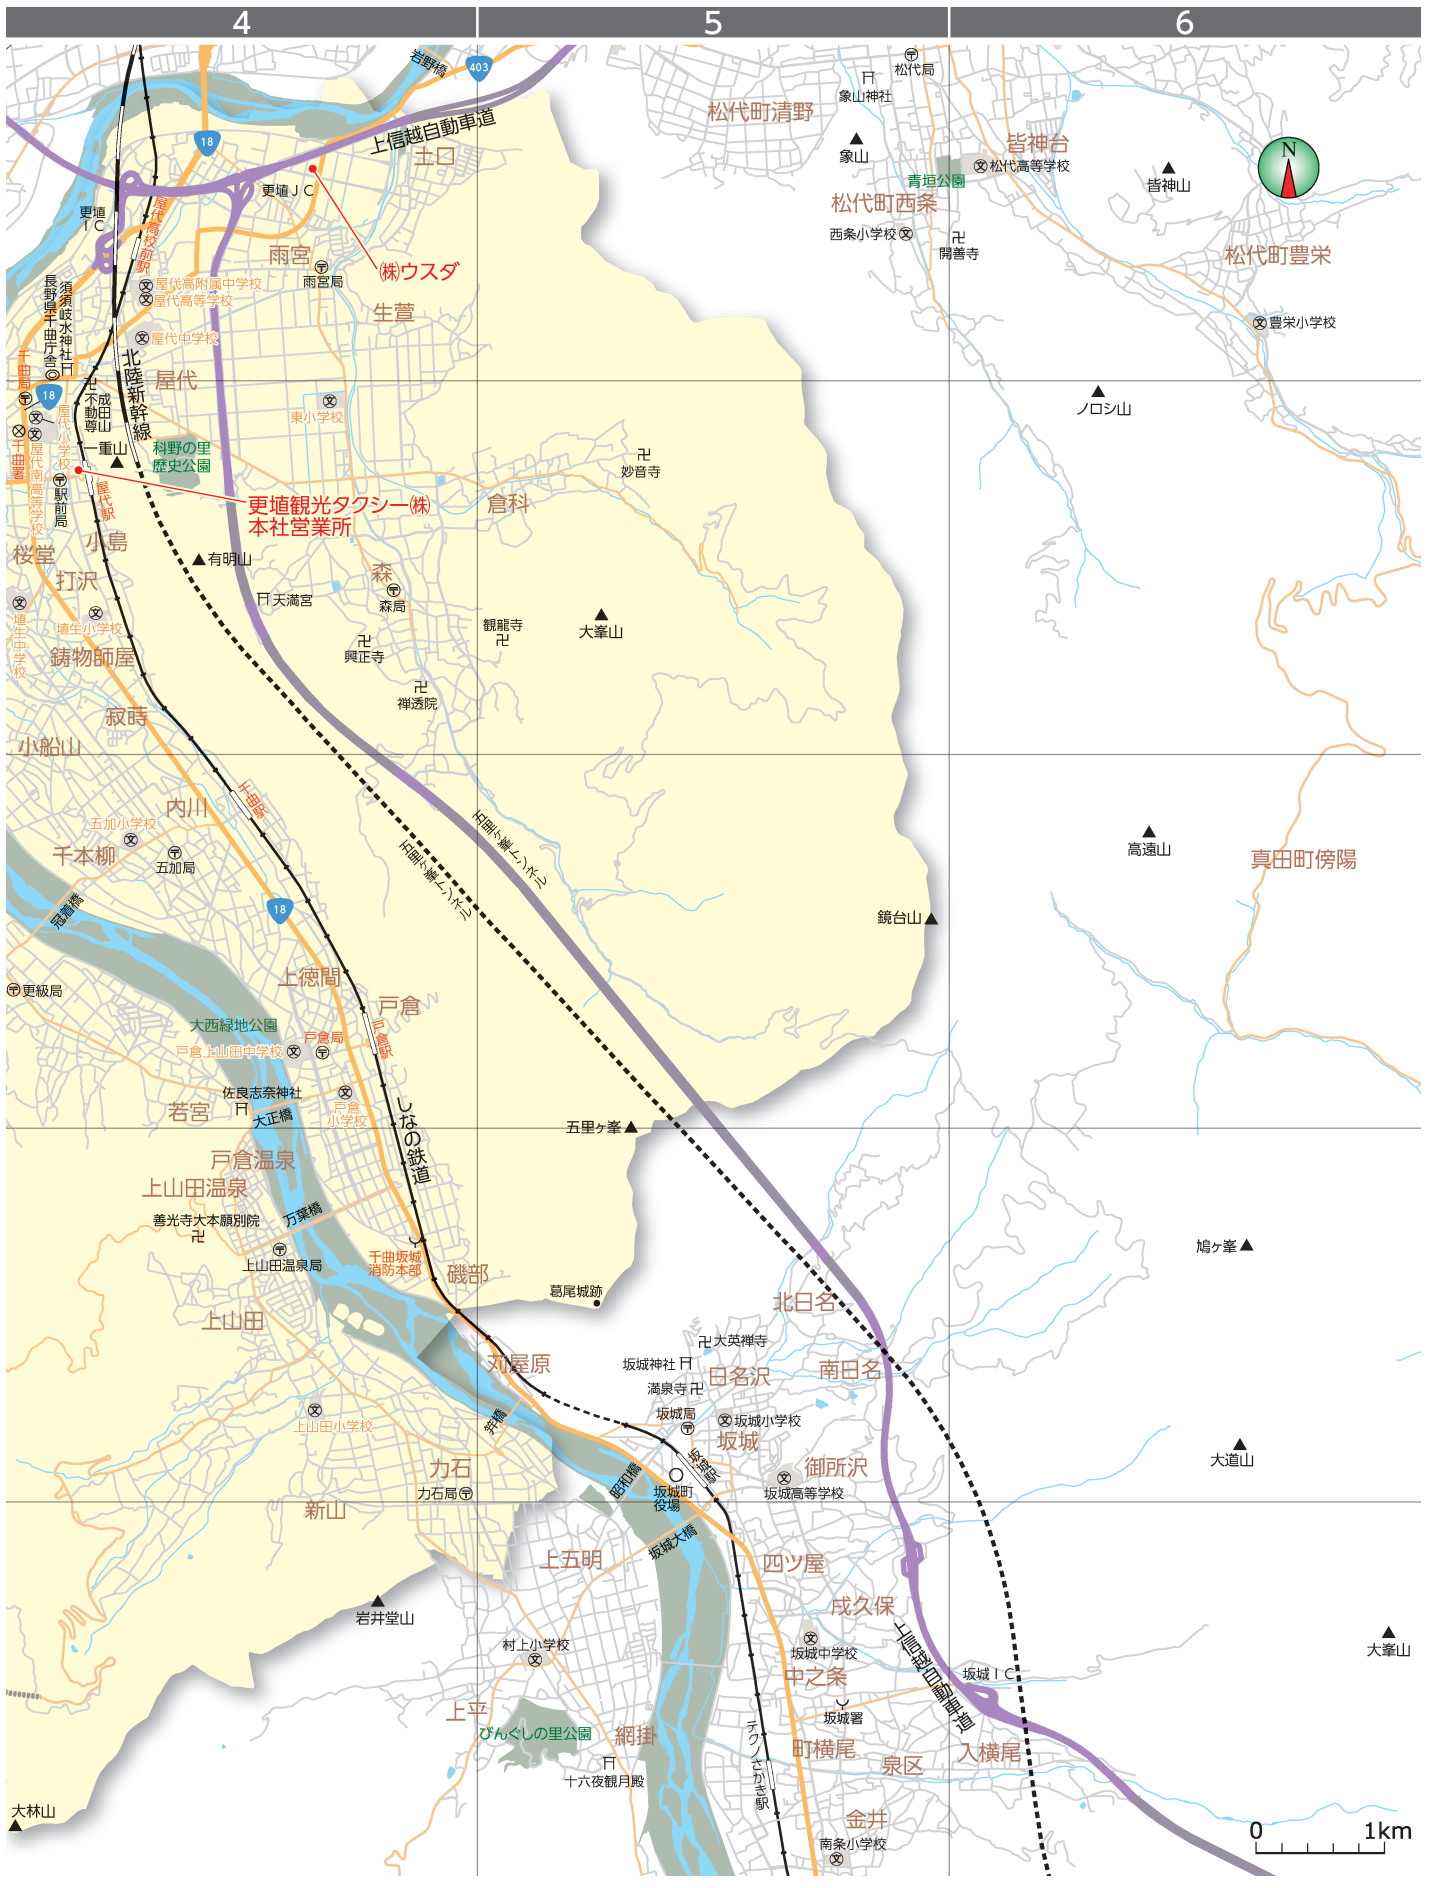 4
5
6
岩野橋
403
松代局
象山神社
松代町清野
18
上信越自動車道
土口
象山
皆神台
松代高等学校
N
皆神山
青垣公園
更埴JC
更埴
IC
屋代高校前駅
松代町西条
西条小学校
開善寺
松代町豊栄
雨宮
雨宮局
㈱ウスダ
屋代高附属中学校
屋代高等学校
生萱
須須岐水神社
長野県千曲庁舎
豊栄小学校
屋代中学校
北陸新幹線
屋代
千曲局
18
成田山
不動尊
東小学校
ノロシ山
屋代小学校
千曲署
屋代南高等学校
一重山
科野の里
歴史公園
妙音寺
駅前局
屋代駅
更埴観光タクシー㈱
本社営業所
倉科
小島
桜堂
有明山
打沢
森
森局
天満宮
埴生小学校
埴生中学校
観龍寺
大峯山
鋳物師屋
興正寺
禅透院
寂蒔
小船山
千曲駅
内川
五加小学校
千本柳
五加局
五里ヶ峯トンネル
五里ヶ峯トンネル
高遠山
真田町傍陽
冠着橋
18
鏡台山
上徳間
更級局
戸倉
大西緑地公園
戸倉上山田中学校
戸倉局
戸倉駅
佐良志奈神社
若宮
大正橋
戸倉
小学校
しなの鉄道
五里ヶ峯
戸倉温泉
上山田温泉
善光寺大本願別院
万葉橋
上山田温泉局
千曲坂城
消防本部
磯部
鳩ヶ峯
葛尾城跡
北日名
上山田
大英禅寺
坂城神社
苅屋原
日名沢
南日名
満泉寺
坂城局
坂城小学校
上山田小学校
笄橋
坂城
坂城駅
大道山
力石
御所沢
昭和橋
坂城町
役場
坂城高等学校
力石局
新山
坂城大橋
上五明
四ツ屋
岩井堂山
戌久保
上信越自動車道
村上小学校
坂城中学校
大峯山
中之条
坂城IC
上平
坂城署
びんぐしの里公園
網掛
テクノさかき駅
町横尾
泉区
入横尾
十六夜観月殿
大林山
金井
南条小学校
0
1km